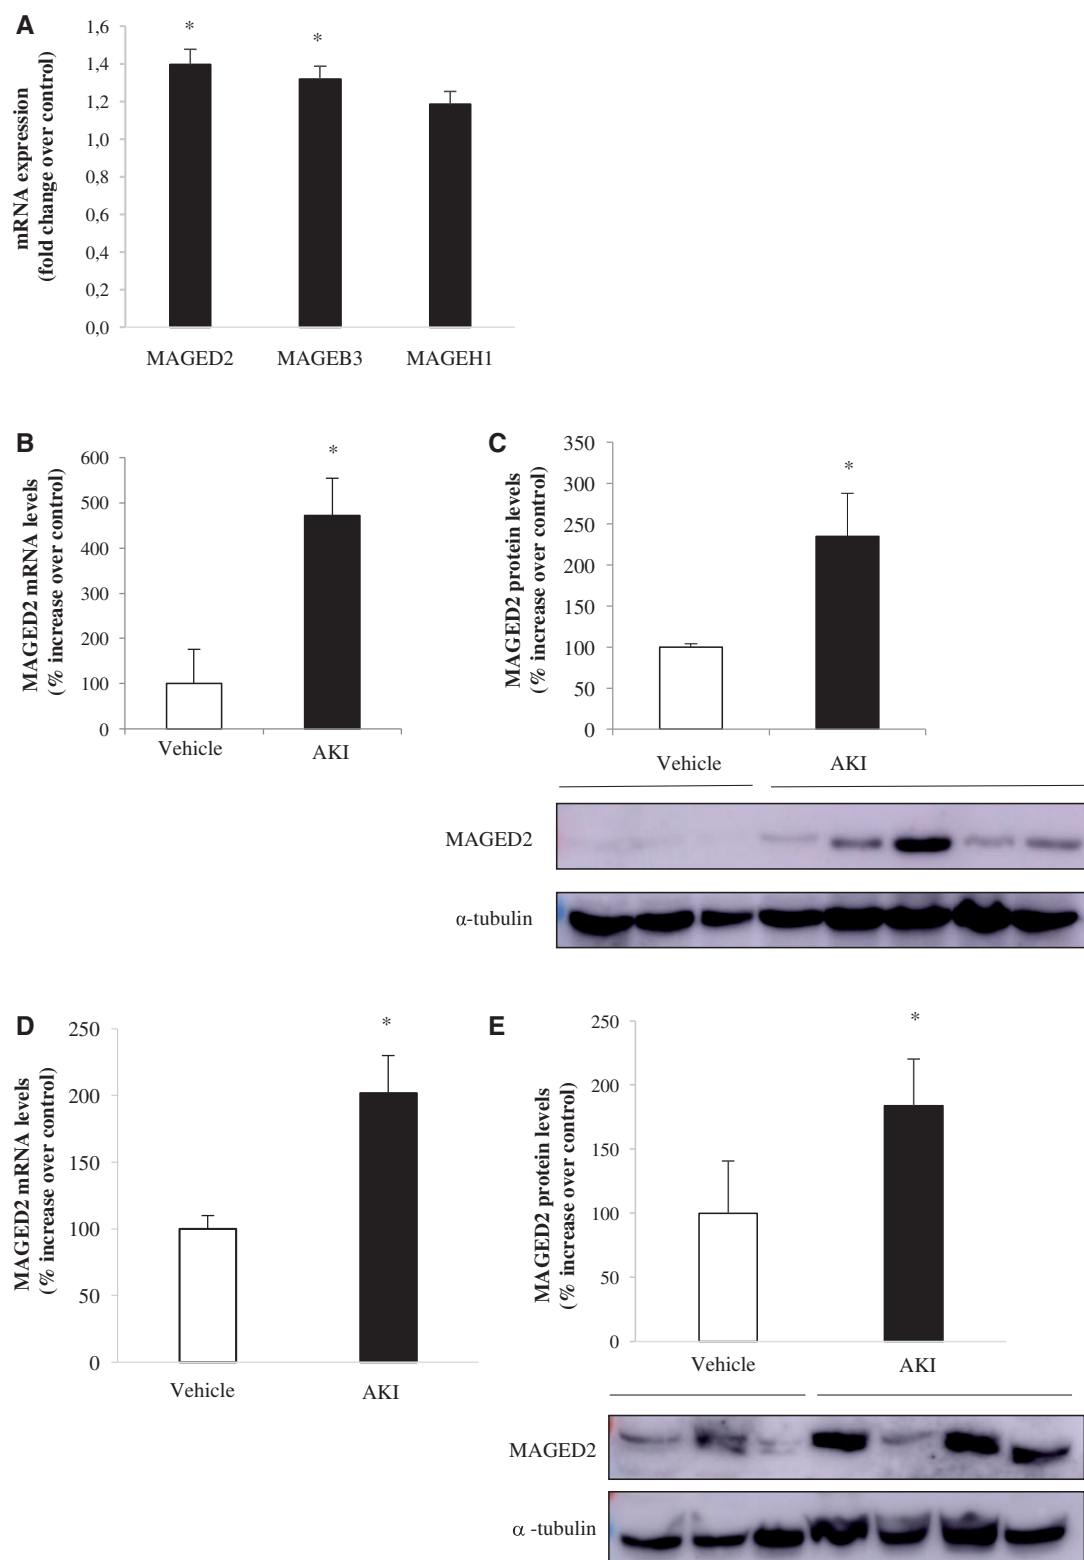 A
mRNA expression
(fold change over control)
1,6
1,4
1,2
1,0
0,8
0,6
0,4
0,2
0,0
*
*
MAGED2 MAGEB3 MAGEH1
B
MAGED2 mRNA levels
(% increase over control)
600
500
400
300
200
100
0
*
Vehicle AKI
C
MAGED2 protein levels
(% increase over control)
350
300
250
200
150
100
50
0
*
Vehicle AKI
MAGED2
α-tubulin
D
MAGED2 mRNA levels
(% increase over control)
250
200
150
100
50
0
*
Vehicle AKI
E
MAGED2 protein levels
(% increase over control)
250
200
150
100
50
0
*
Vehicle AKI
MAGED2
α -tubulin